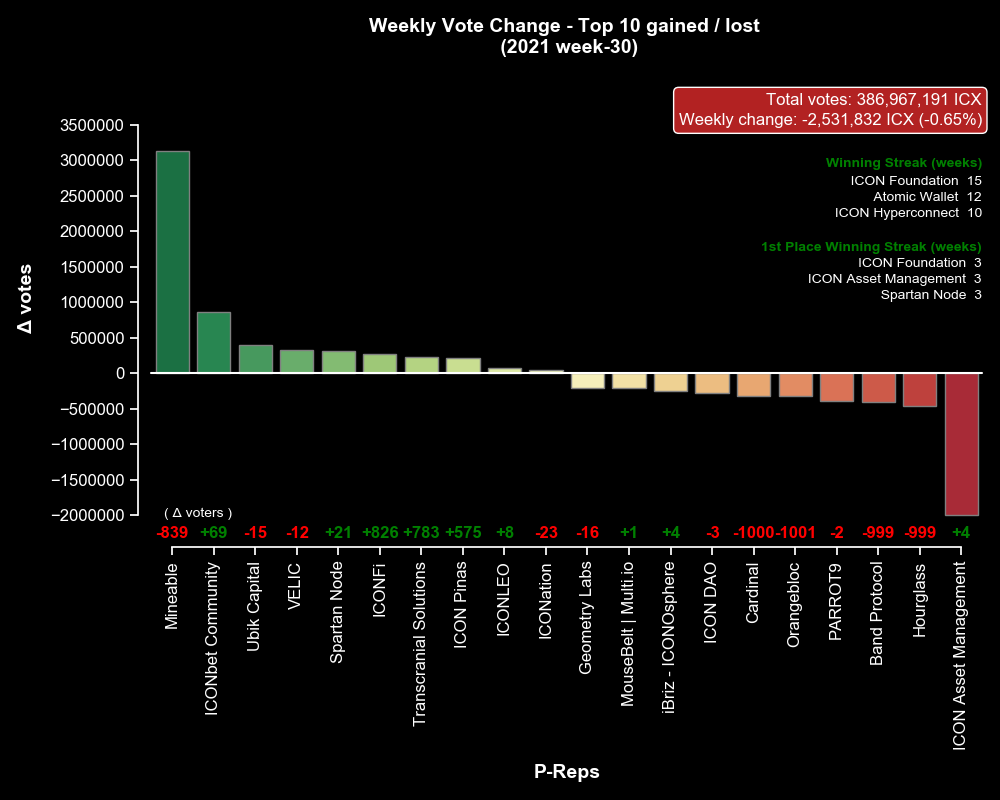 Weekly Vote Change - Top 10 gained / lost
(2021 week-30)
Total votes: 386,967,191 ICX
Weekly change: -2,531,832 ICX (-0.65%)
Winning Streak (weeks)
ICON Foundation 15
Atomic Wallet 12
ICON Hyperconnect 10
1st Place Winning Streak (weeks)
ICON Foundation 3
ICON Asset Management 3
Spartan Node 3
Δ votes
3500000
3000000
2500000
2000000
1500000
1000000
500000
0
−500000
−1000000
−1500000
−2000000
( Δ voters )
-839 +69 -15 -12 +21 +826 +783 +575 +8 -23 -16 +1 +4 -3 -1000 -1001 -2 -999 -999 +4
Mineable
ICONbet Community
Ubik Capital
VELIC
Spartan Node
ICONFi
Transcranial Solutions
ICON Pinas
ICONLEO
ICONation
Geometry Labs
MouseBelt | Multi.io
iBriz - ICONOsphere
ICON DAO
Cardinal
Orangebloc
PARROT9
Band Protocol
Hourglass
ICON Asset Management
P-Reps